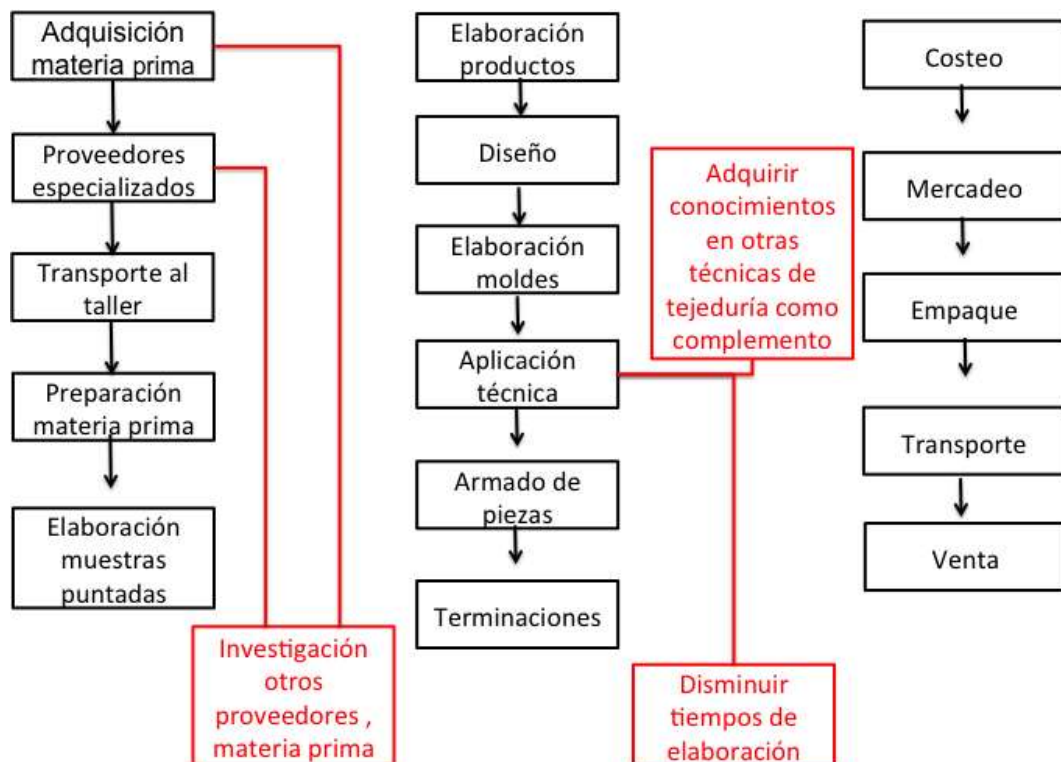 Adquisición
materia prima
Proveedores
especializados
Transporte al
taller
Preparación
materia prima
Elaboración
muestras
puntadas
Investigación
otros
proveedores ,
materia prima
Elaboración
productos
Diseño
Elaboración
moldes
Aplicación
técnica
Armado de
piezas
Terminaciones
Adquirir
conocimientos
en otras
técnicas de
tejeduría como
complemento
Disminuir
tiempos de
elaboración
Costeo
Mercadeo
Empaque
Transporte
Venta